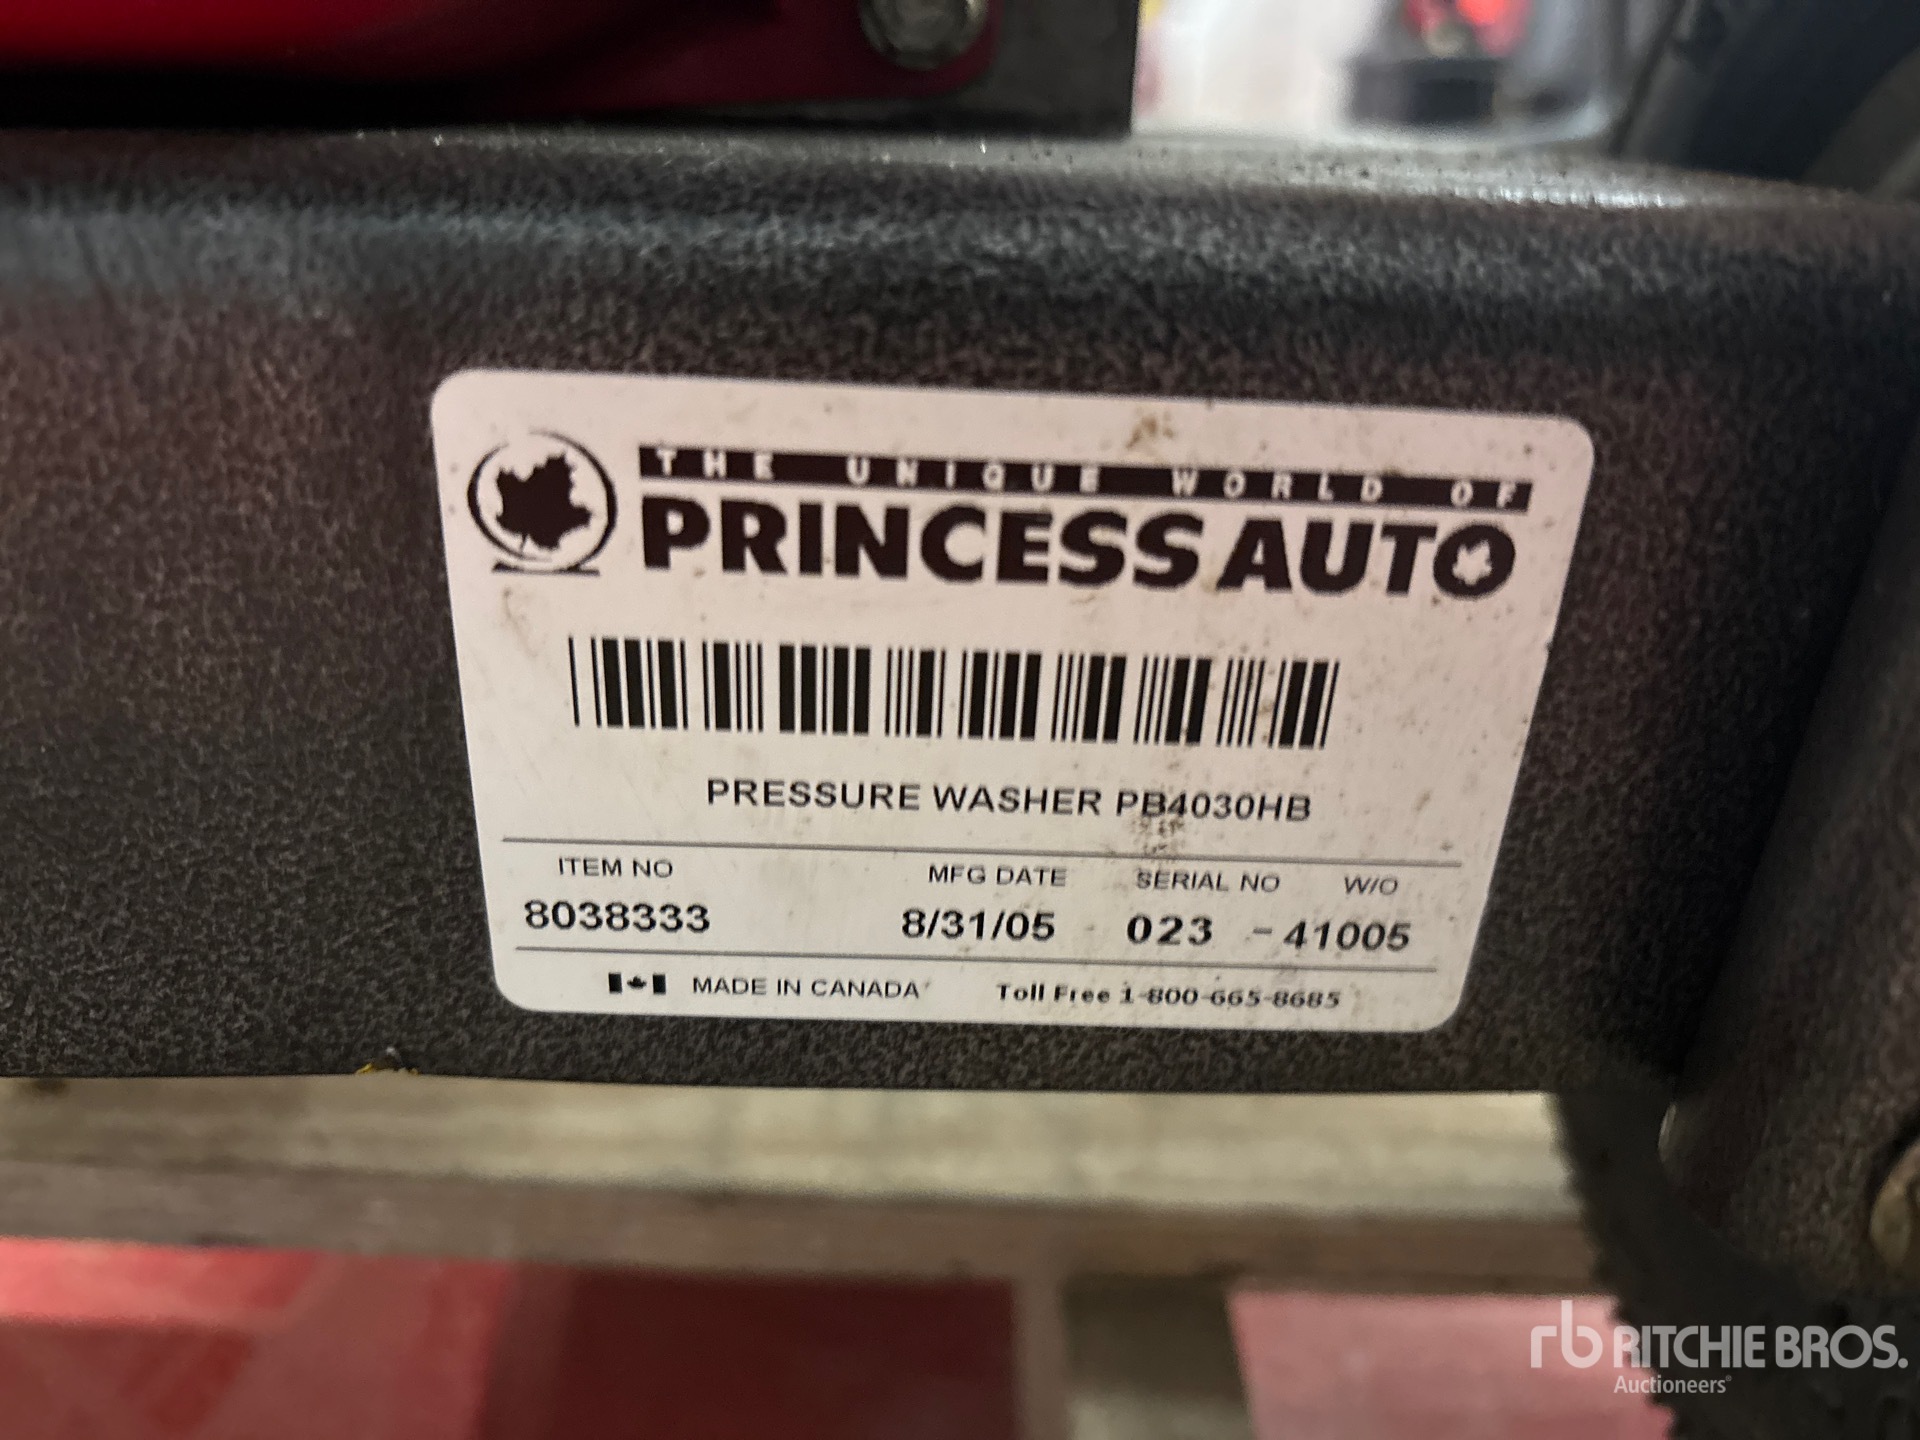 THE UNIQUE WORLD OF
PRINCESS AUTO
PRESSURE WASHER PB4030HB
ITEM NO MFG DATE SERIAL NO W/O
8038333 8/31/05 023 - 41005
MADE IN CANADA Toll Free 1-800-665-8685
rb RITCHIE BROS.
Auctioneers®